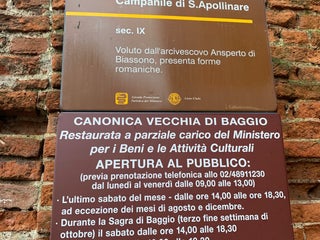 Campanile di S.Apollinare
sec. IX
Voluto dall'arcivescovo Ansperto di
Biassono, presenta forme
romaniche.
CANONICA VECCHIA DI BAGGIO
Restaurata a parziale carico del Ministero
per i Beni e le Attività Culturali
APERTURA AL PUBBLICO:
(previa prenotazione telefonica allo 02/48911230
dal lunedì al venerdì dalle 09,00 alle 13,00)
· L'ultimo sabato del mese - dalle ore 14,00 alle ore 18,30,
ad eccezione dei mesi di agosto e dicembre.
· Durante la Sagra di Baggio (terzo fine settimana di
ottobre) il sabato dalle ore 14,00 alle 18,30